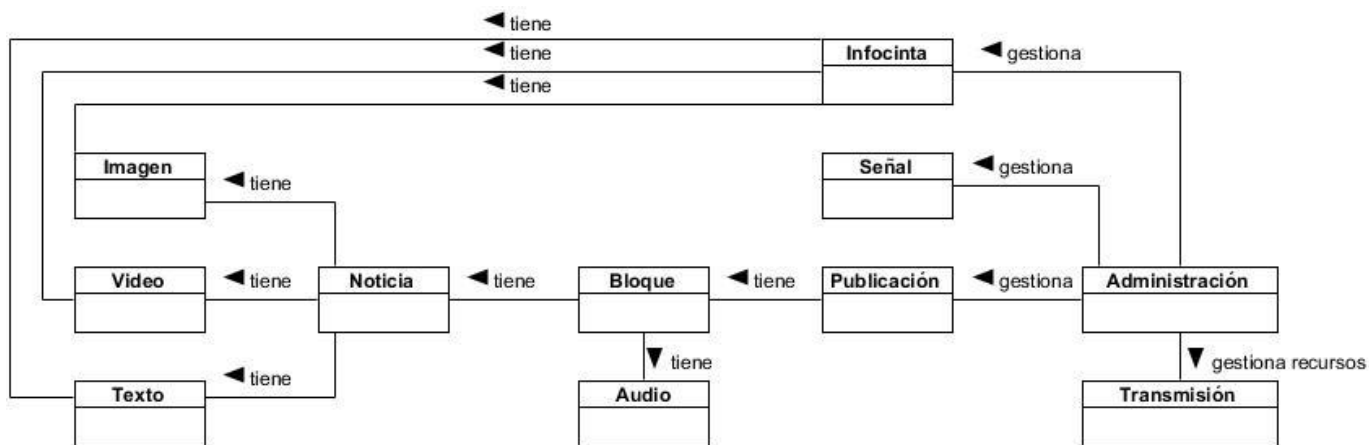 tiene
tiene
Infocinta
gestiona
tiene
Imagen
Señal
gestiona
tiene
Video
tiene
Noticia
tiene
Bloque
tiene
Publicación
gestiona
Administración
tiene
gestiona recursos
Texto
tiene
Audio
Transmisión